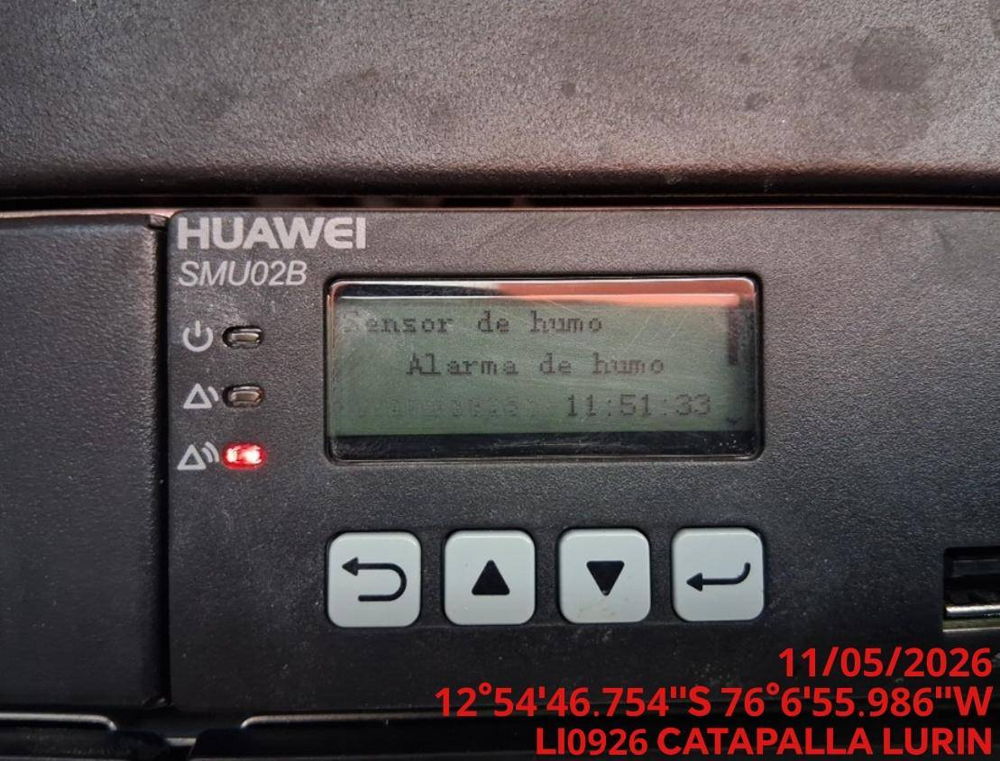 HUAWEI
SMU02B
Sensor de humo
Alarma de humo
11:51:33
11/05/2026
12°54'46.754"S 76°6'55.986"W
LI0926 CATAPALLA LURIN